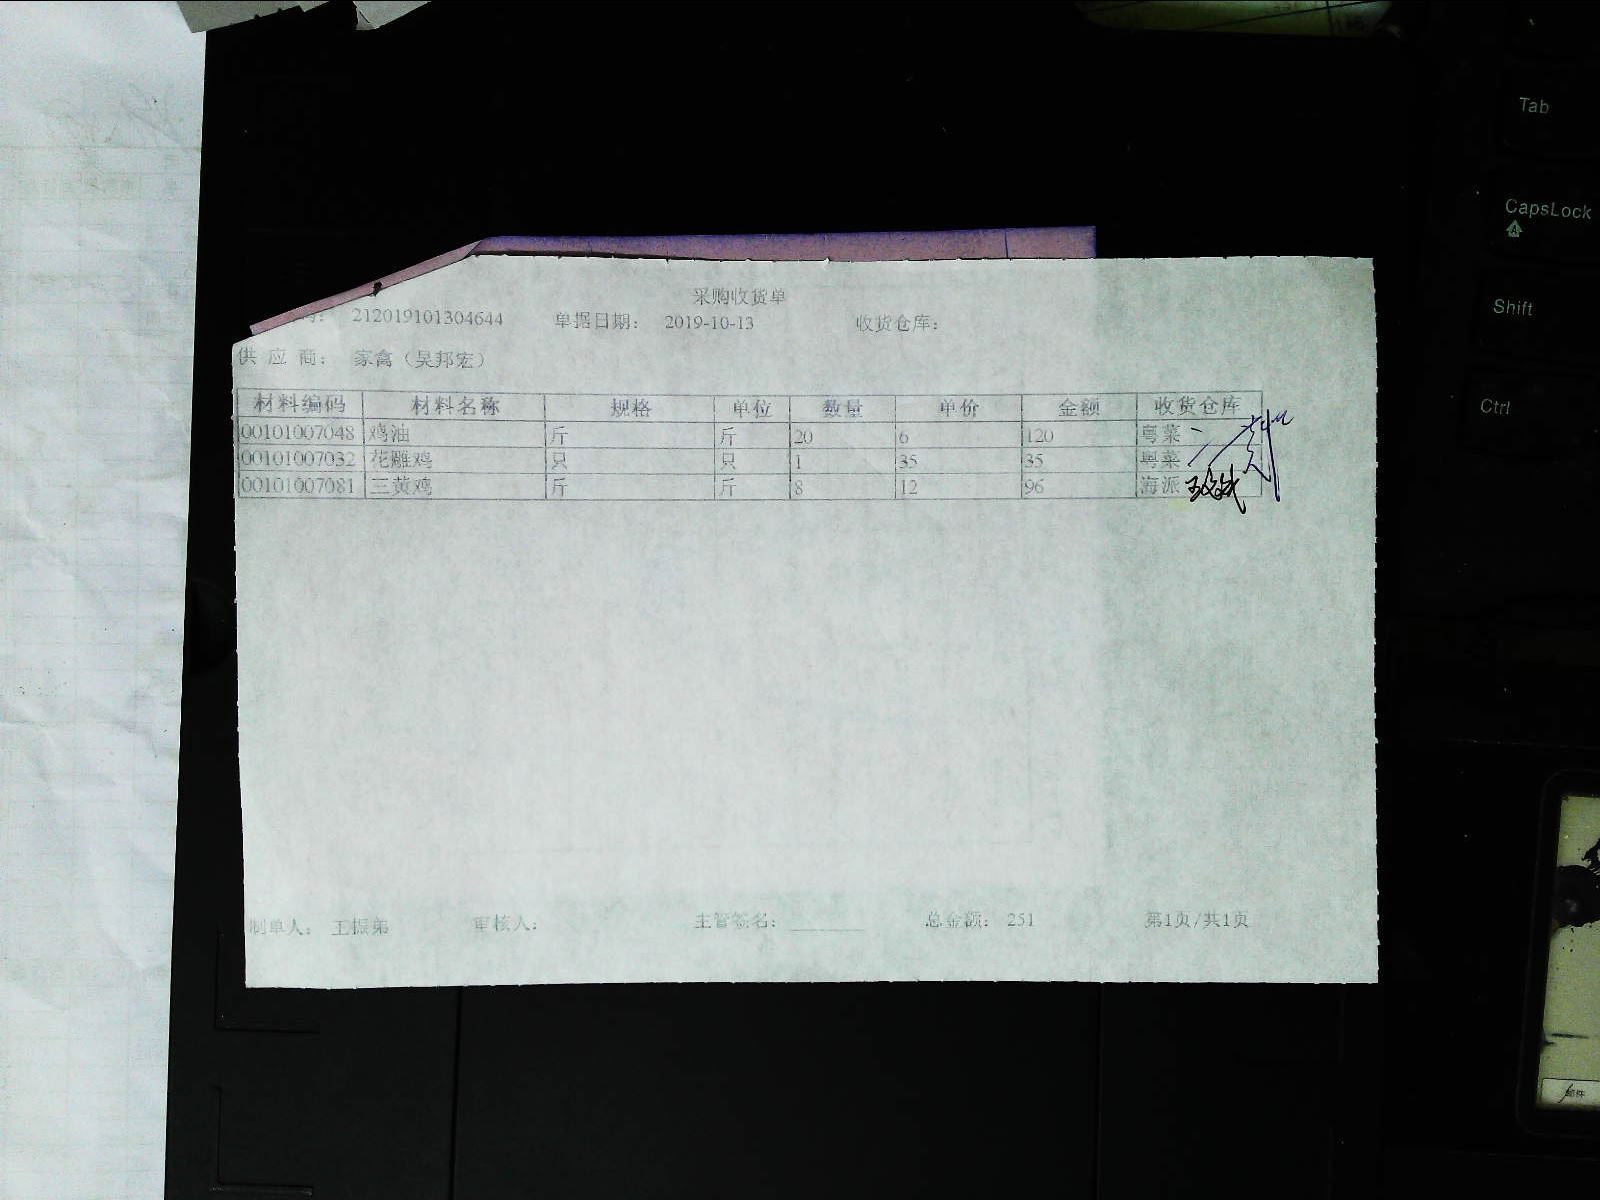 采购收货单
212019101304644 单据日期: 2019-10-13 收货仓库:
供 应 商: 家禽（吴邦宏）
材料编码 材料名称 规格 单位 数量 单价 金额 收货仓库
00101007048 鸡油 斤 斤 20 6 120 粤菜
00101007032 花雕鸡 只 只 1 35 35 粤菜
00101007081 三黄鸡 斤 斤 8 12 96 海派
制单人: 王振弟 审核人: 主管签名: 总金额: 251 第1页/共1页
Tab
CapsLock
Shift
Ctrl
邮件